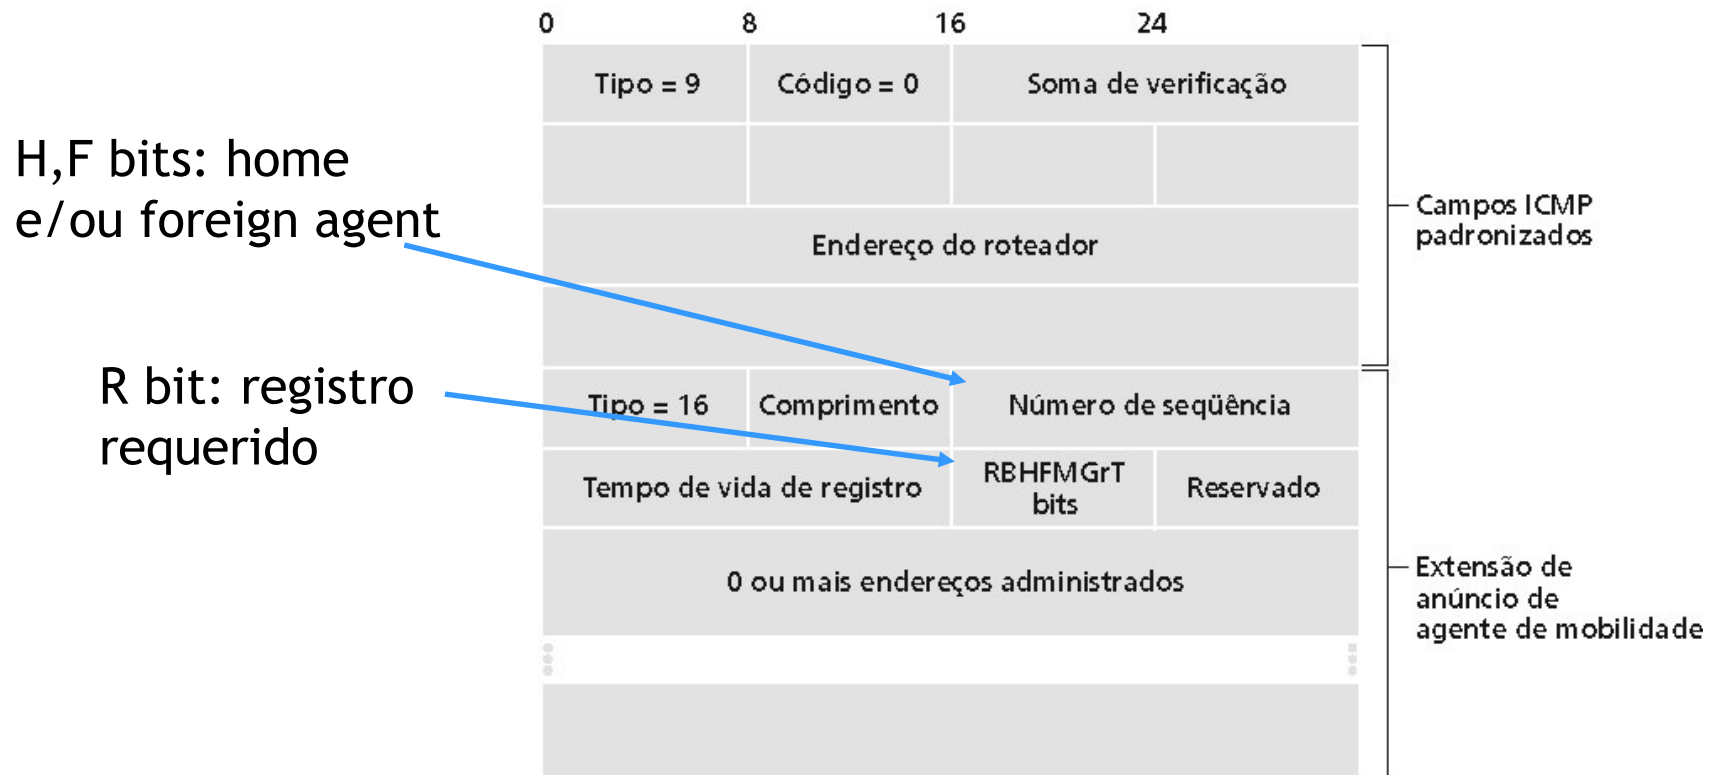 0 8 16 24
Tipo = 9 Código = 0 Soma de verificação
H,F bits: home
e/ou foreign agent
Campos ICMP
padronizados
Endereço do roteador
R bit: registro
requerido
Tipo = 16 Comprimento Número de seqüência
Tempo de vida de registro
RBHFMGrT
bits
Reservado
0 ou mais endereços administrados
Extensão de
anúncio de
agente de mobilidade